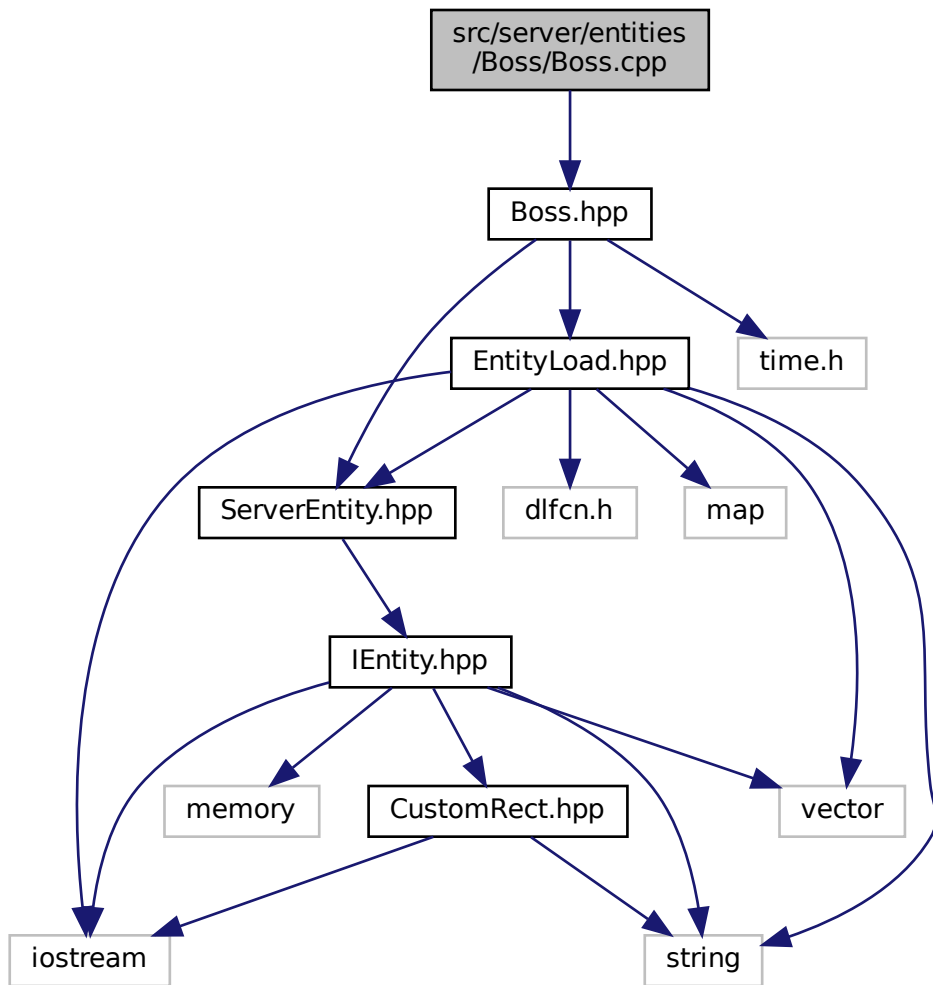 src/server/entities
/Boss/Boss.cpp
Boss.hpp
EntityLoad.hpp
time.h
ServerEntity.hpp
dlfcn.h
map
IEntity.hpp
memory
CustomRect.hpp
vector
iostream
string